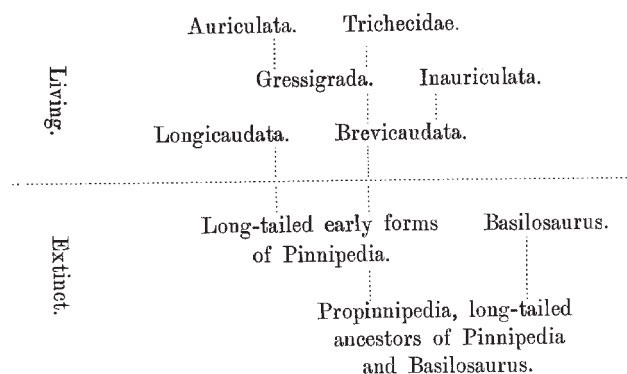 Auriculata. Trichecidae.
Living.
Gressigrada. Inauriculata.
Longicaudata. Brevicaudata.
Long-tailed early forms
of Pinnipedia.
Basilosaurus.
Extinct.
Propinnipedia, long-tailed
ancestors of Pinnipedia
and Basilosaurus.